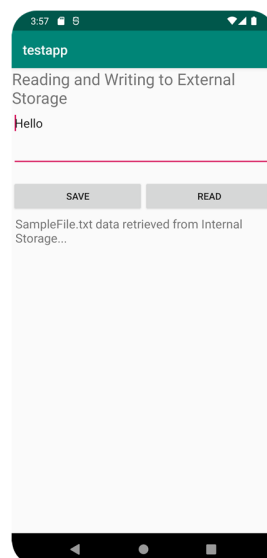 3:57
testapp
Reading and Writing to External
Storage
Hello
SAVE READ
SampleFile.txt data retrieved from Internal
Storage...